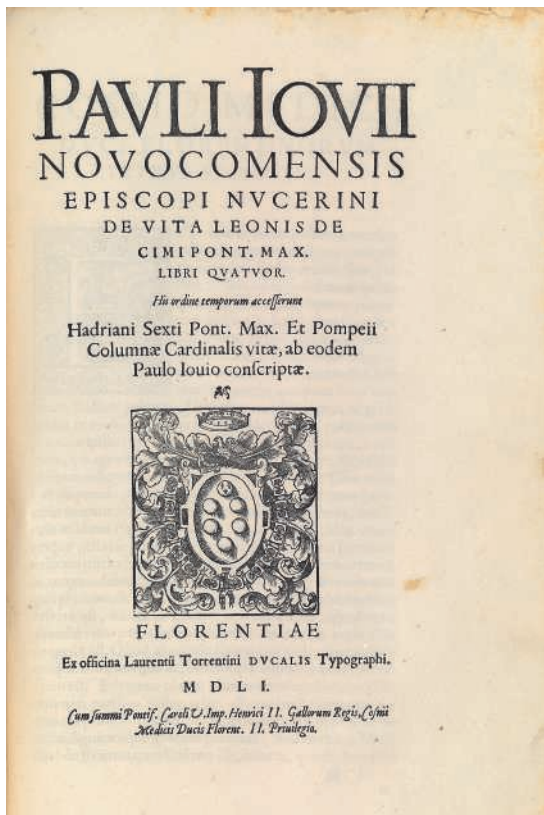 PAVLI IOVII
NOVOCOMENSIS
EPISCOPI NVCERINI
DE VITA LEONIS DE
CIMI PONT. MAX.
LIBRI QVATVOR.
His ordine temporum accesserunt
Hadriani Sexti Pont. Max. Et Pompeii
Columnæ Cardinalis vitæ, ab eodem
Paulo Iouio conscriptæ.
FLORENTIAE
Ex officina Laurentii Torrentini DVCALIS Typographi.
M D L I.
Cum summi Pontif. Caroli V. Imp. Henrici II. Gallorum Regis, Cosmi
Medicis Ducis Florent. II. Priuilegio.